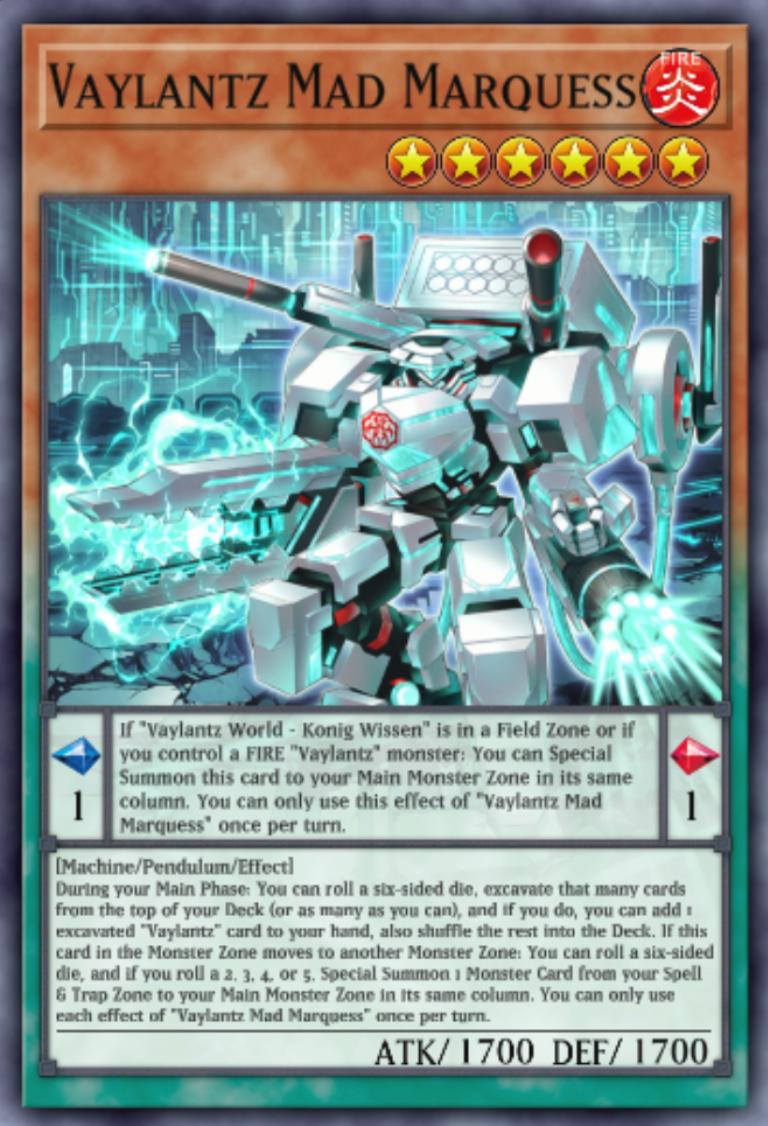 Vaylantz Mad Marquess
FIRE
炎
If "Vaylantz World - Konig Wissen" is in a Field Zone or if
you control a FIRE "Vaylantz" monster: You can Special
Summon this card to your Main Monster Zone in its same
column. You can only use this effect of "Vaylantz Mad
Marquess" once per turn.
1
1
[Machine/Pendulum/Effect]
During your Main Phase: You can roll a six-sided die, excavate that many cards
from the top of your Deck (or as many as you can), and if you do, you can add 1
excavated "Vaylantz" card to your hand, also shuffle the rest into the Deck. If this
card in the Monster Zone moves to another Monster Zone: You can roll a six-sided
die, and if you roll a 2, 3, 4, or 5, Special Summon 1 Monster Card from your Spell
& Trap Zone to your Main Monster Zone in its same column. You can only use
each effect of "Vaylantz Mad Marquess" once per turn.
ATK/ 1700 DEF/ 1700